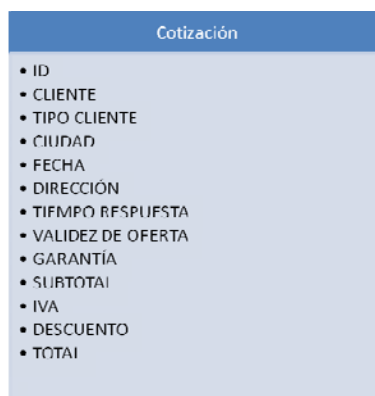 Cotización
• ID
• CLIENTE
• TIPO CLIENTE
• CIUDAD
• FECHA
• DIRECCIÓN
• TIEMPO RESPUESTA
• VALIDEZ DE OFERTA
• GARANTÍA
• SUBTOTAL
• IVA
• DESCUENTO
• TOTAL